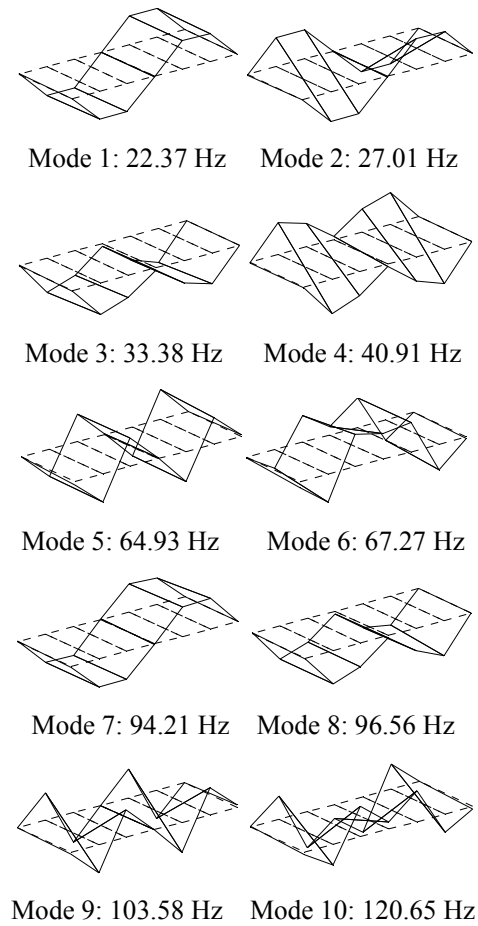 Mode 1: 22.37 Hz Mode 2: 27.01 Hz
Mode 3: 33.38 Hz Mode 4: 40.91 Hz
Mode 5: 64.93 Hz Mode 6: 67.27 Hz
Mode 7: 94.21 Hz Mode 8: 96.56 Hz
Mode 9: 103.58 Hz Mode 10: 120.65 Hz